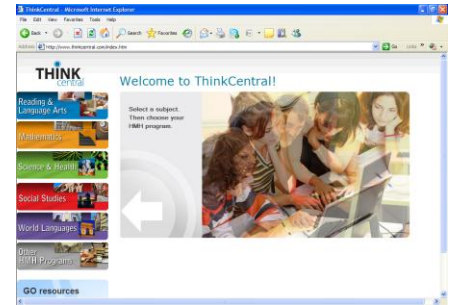 ThinkCentral - Microsoft Internet Explorer
File Edit View Favorites Tools Help
Back Search Favorites
Address http://www.thinkcentral.com/index.htm Go Links
THINK
central
Welcome to ThinkCentral!
Select a subject.
Then choose your
HMH program.
Reading &
Language Arts
Mathematics
Science & Health
Social Studies
World Languages
Other
HMH Programs
GO resources